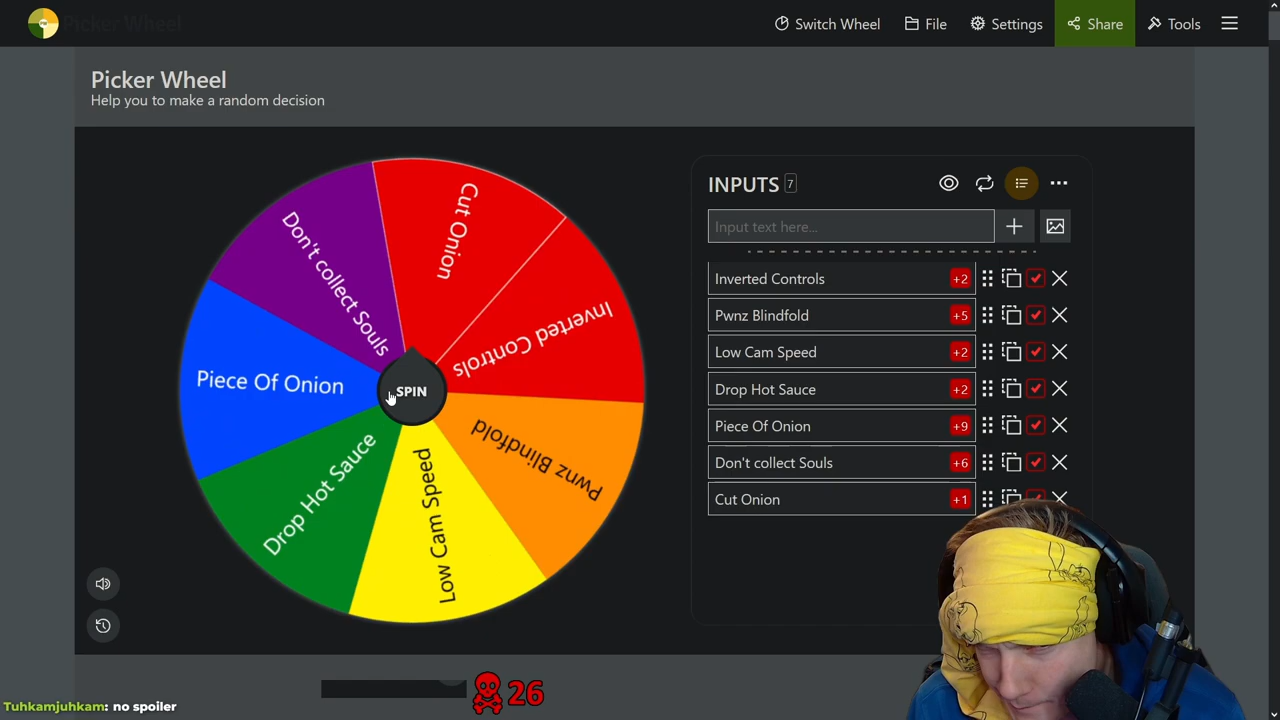 Picker Wheel
Switch Wheel
File
Settings
Share
Tools
Picker Wheel
Help you to make a random decision
Cut Onion
Inverted Controls
Pwnz Blindfold
Low Cam Speed
Drop Hot Sauce
Piece Of Onion
Don't collect Souls
SPIN
INPUTS 7
Input text here...
Inverted Controls +2
Pwnz Blindfold +5
Low Cam Speed +2
Drop Hot Sauce +2
Piece Of Onion +9
Don't collect Souls +6
Cut Onion +1
26
Tuhkamjuhkam: no spoiler